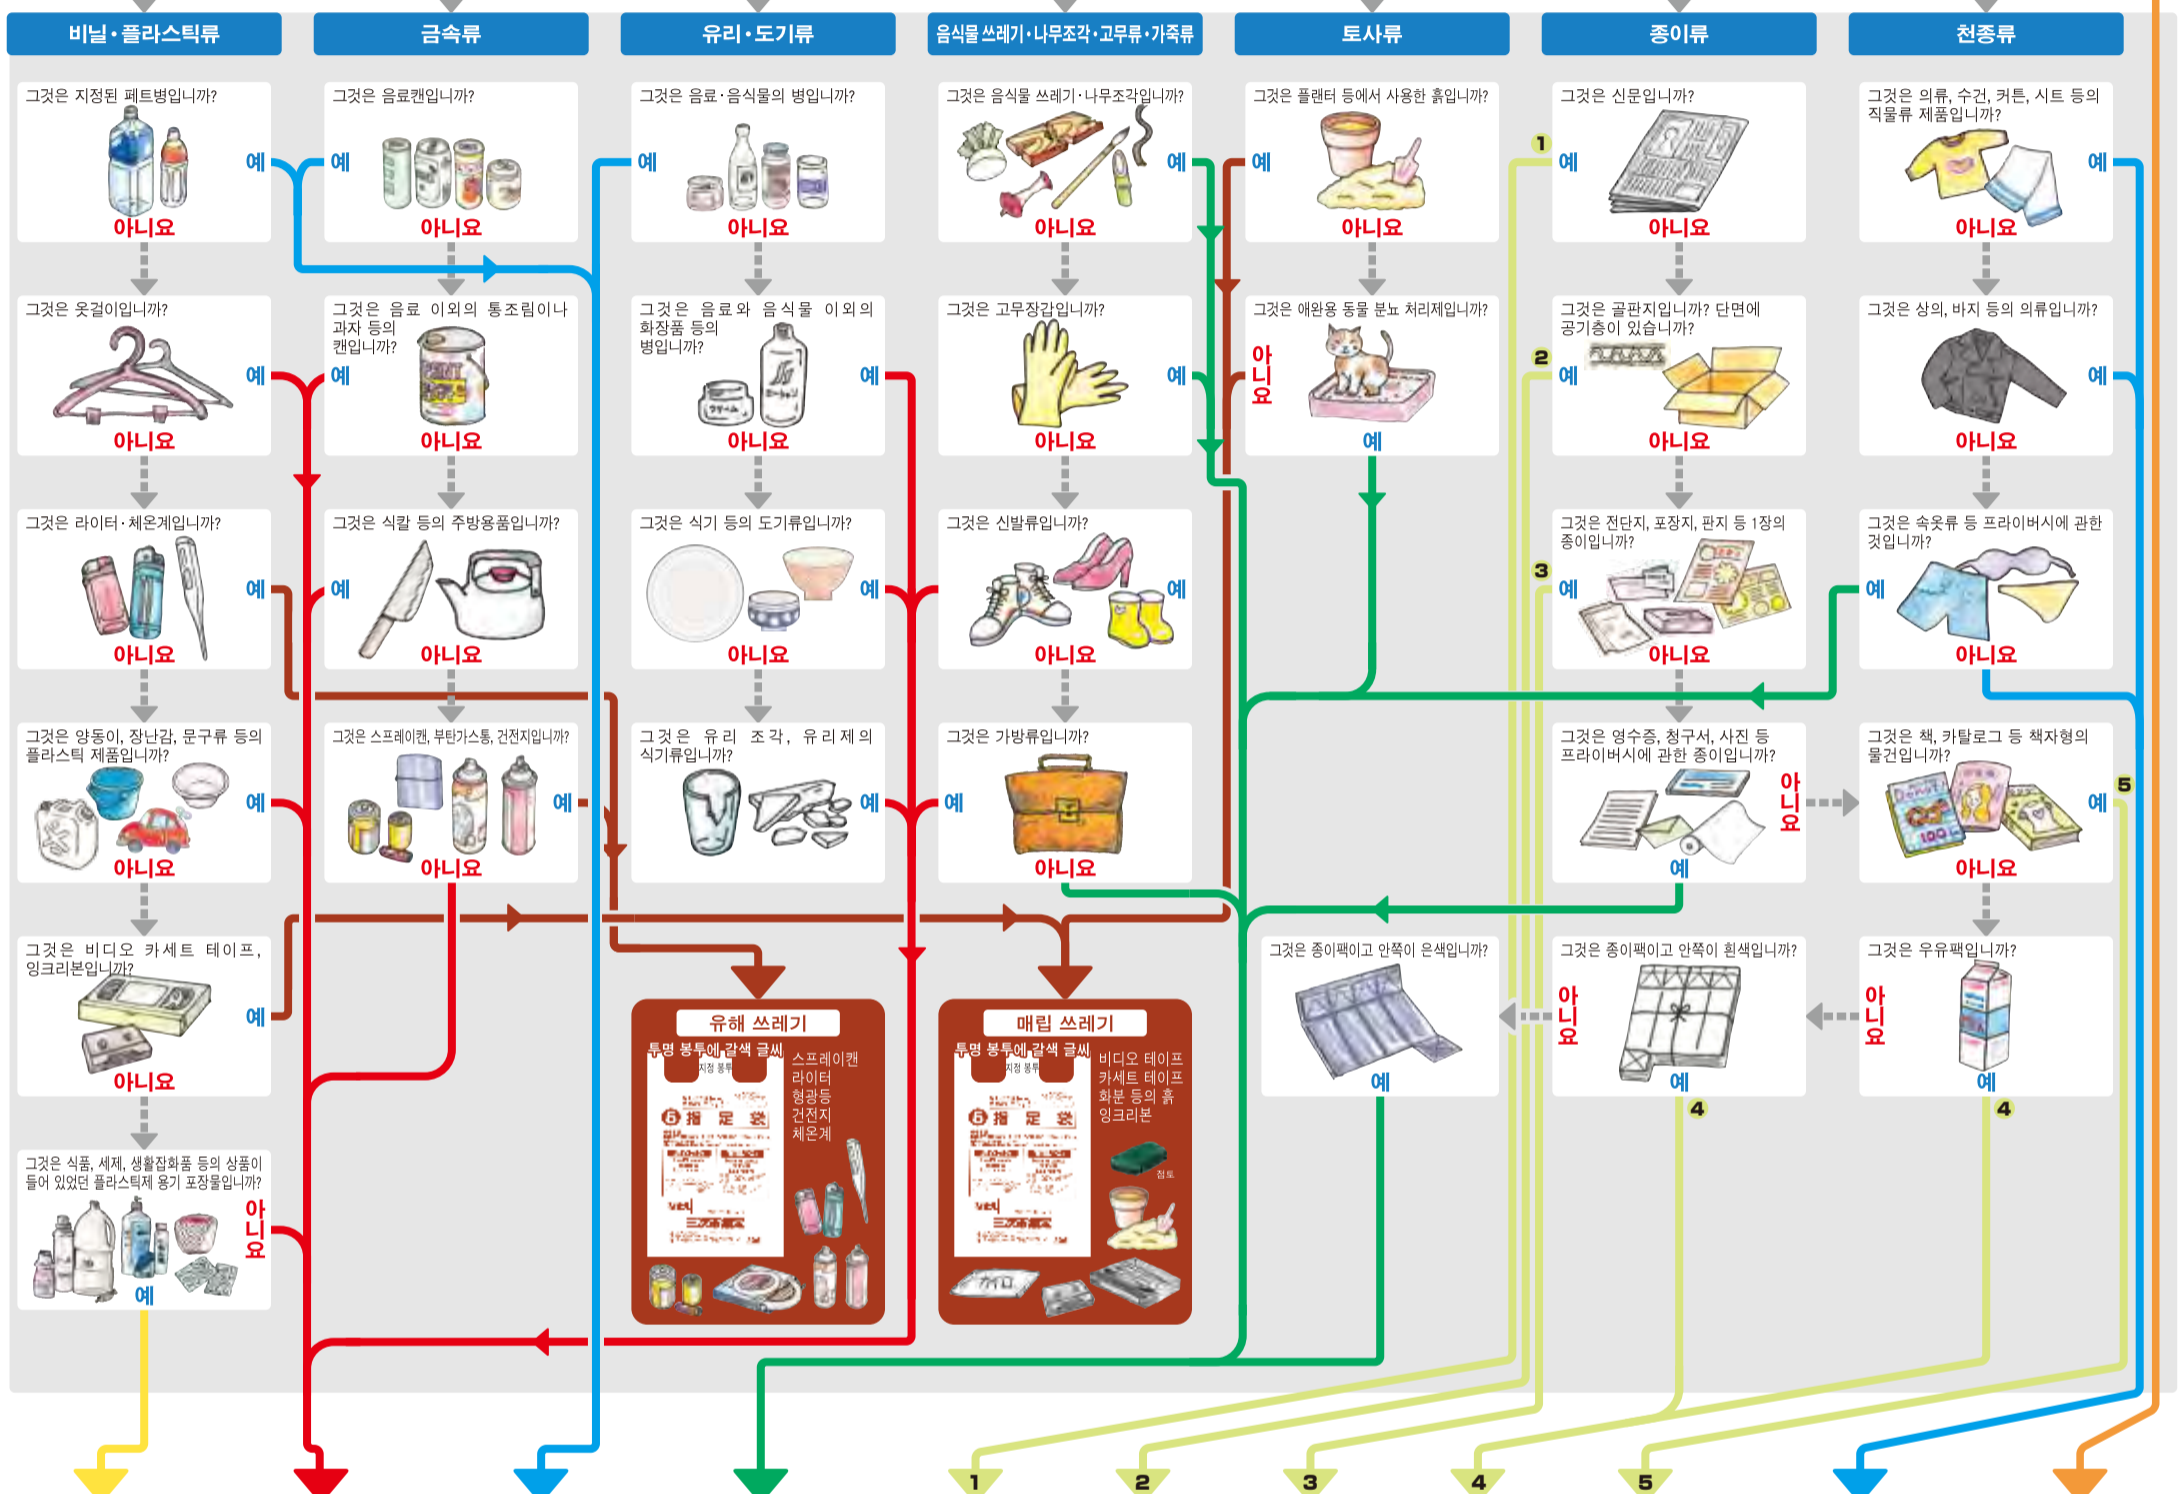 비닐·플라스틱류
금속류
유리·도기류
음식물 쓰레기·나무조각·고무류·가죽류
토사류
종이류
천종류
그것은 지정된 페트병입니까?
예
아니요
그것은 음료캔입니까?
예
아니요
그것은 음료·음식물의 병입니까?
예
아니요
그것은 음식물 쓰레기·나무조각입니까?
예
아니요
그것은 플랜터 등에서 사용한 흙입니까?
예
아니요
그것은 신문입니까?
1
예
아니요
그것은 의류, 수건, 커튼, 시트 등의
직물류 제품입니까?
예
아니요
그것은 옷걸이입니까?
예
아니요
그것은 음료 이외의 통조림이나
과자 등의
캔입니까?
예
아니요
그것은 음료와 음식물 이외의
화장품 등의
병입니까?
예
아니요
그것은 고무장갑입니까?
예
아니요
그것은 애완용 동물 분뇨 처리제입니까?
아니요
예
그것은 골판지입니까? 단면에
공기층이 있습니까?
2
예
아니요
그것은 상의, 바지 등의 의류입니까?
예
아니요
그것은 라이터·체온계입니까?
예
아니요
그것은 식칼 등의 주방용품입니까?
예
아니요
그것은 식기 등의 도기류입니까?
예
아니요
그것은 신발류입니까?
예
아니요
그것은 전단지, 포장지, 판지 등 1장의
종이입니까?
3
예
아니요
그것은 속옷류 등 프라이버시에 관한
것입니까?
예
아니요
그것은 양동이, 장난감, 문구류 등의
플라스틱 제품입니까?
예
아니요
그것은 스프레이캔, 부탄가스통, 건전지입니까?
예
아니요
그것은 유리 조각, 유리제의
식기류입니까?
예
그것은 가방류입니까?
예
아니요
그것은 영수증, 청구서, 사진 등
프라이버시에 관한 종이입니까?
아니요
예
그것은 책, 카탈로그 등 책자형의
물건입니까?
5
예
아니요
그것은 비디오 카세트 테이프,
잉크리본입니까?
예
아니요
그것은 종이팩이고 안쪽이 은색입니까?
예
그것은 종이팩이고 안쪽이 흰색입니까?
아니요
예
4
그것은 우유팩입니까?
아니요
예
4
유해 쓰레기
투명 봉투에 갈색 글씨
지정 봉투
指定袋
스프레이캔
라이터
형광등
건전지
체온계
매립 쓰레기
투명 봉투에 갈색 글씨
지정 봉투
指定袋
비디오 테이프
카세트 테이프
화분 등의 흙
잉크리본
점토
그것은 식품, 세제, 생활잡화품 등의 상품이
들어 있었던 플라스틱제 용기 포장물입니까?
아니요
예
1
2
3
4
5